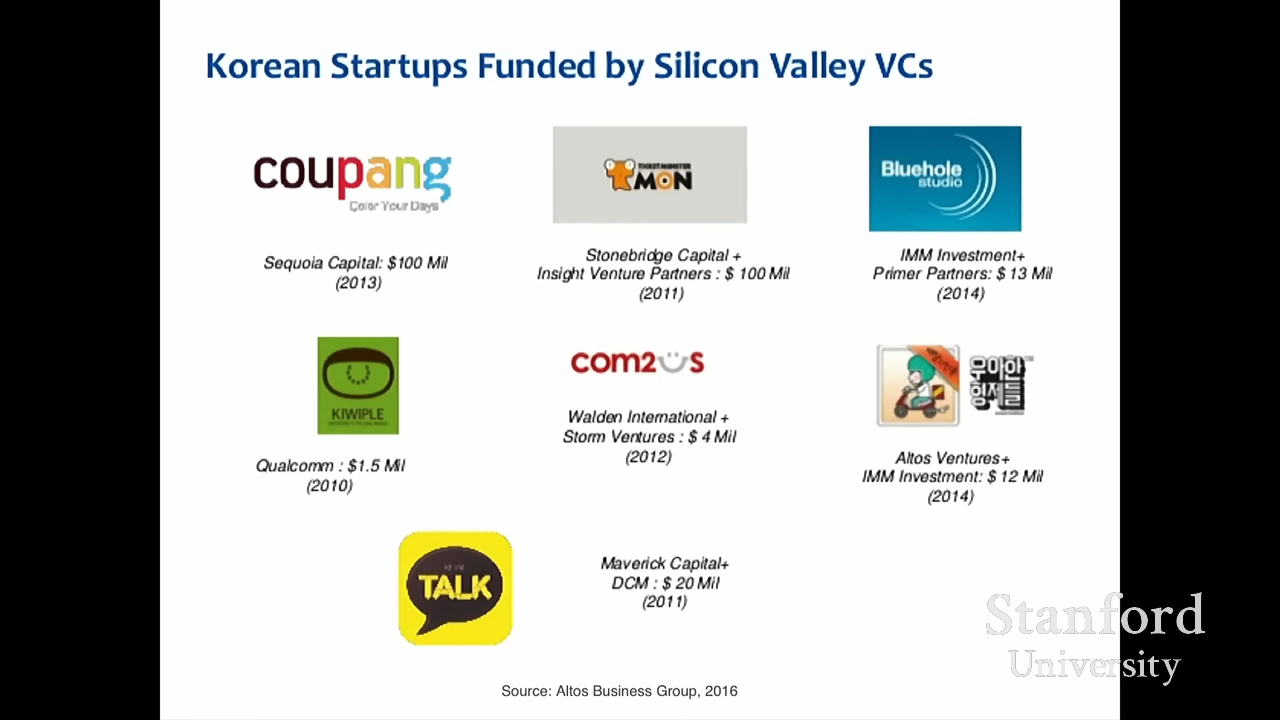 Korean Startups Funded by Silicon Valley VCs
coupang
Color Your Days
Sequoia Capital: $100 Mil
(2013)
TICKET MONSTER
TMON
Stonebridge Capital +
Insight Venture Partners : $ 100 Mil
(2011)
Bluehole
studio
IMM Investment+
Primer Partners: $ 13 Mil
(2014)
KIWIPLE
Qualcomm : $1.5 Mil
(2010)
com2us
Walden International +
Storm Ventures : $ 4 Mil
(2012)
우아한
형제들
Altos Ventures+
IMM Investment: $ 12 Mil
(2014)
TALK
Maverick Capital+
DCM : $ 20 Mil
(2011)
Stanford
University
Source: Altos Business Group, 2016